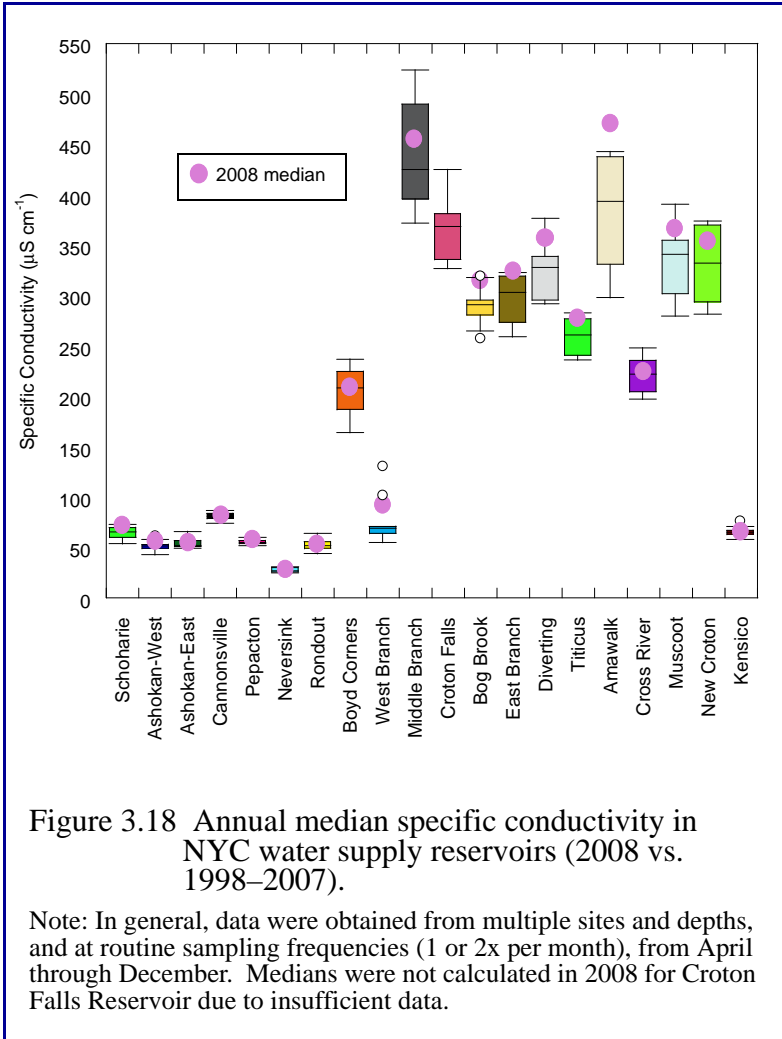 550
500
450
400
350
300
250
200
150
100
50
0
Specific Conductivity (µS cm⁻¹)
2008 median
Schoharie
Ashokan-West
Ashokan-East
Cannonsville
Pepacton
Neversink
Rondout
Boyd Corners
West Branch
Middle Branch
Croton Falls
Bog Brook
East Branch
Diverting
Titicus
Amawalk
Cross River
Muscoot
New Croton
Kensico
Figure 3.18 Annual median specific conductivity in
NYC water supply reservoirs (2008 vs.
1998–2007).
Note: In general, data were obtained from multiple sites and depths,
and at routine sampling frequencies (1 or 2x per month), from April
through December. Medians were not calculated in 2008 for Croton
Falls Reservoir due to insufficient data.